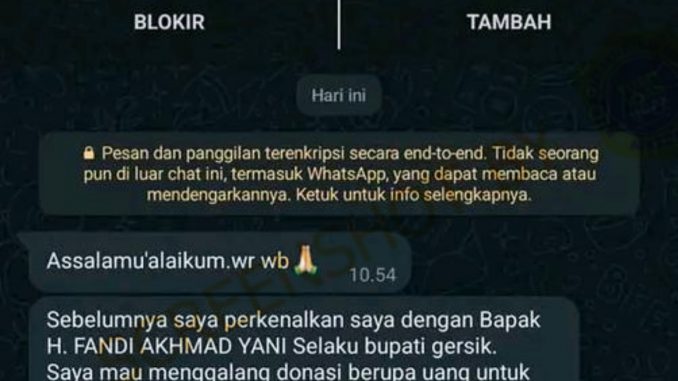 BLOKIR
TAMBAH
Hari ini
Pesan dan panggilan terenkripsi secara end-to-end. Tidak seorang
pun di luar chat ini, termasuk WhatsApp, yang dapat membaca atau
mendengarkannya. Ketuk untuk info selengkapnya.
Assalamu'alaikum.wr wb🙏
10.54
Sebelumnya saya perkenalkan saya dengan Bapak
H. FANDI AKHMAD YANI Selaku bupati gersik.
Saya mau menggalang donasi berupa uang untuk